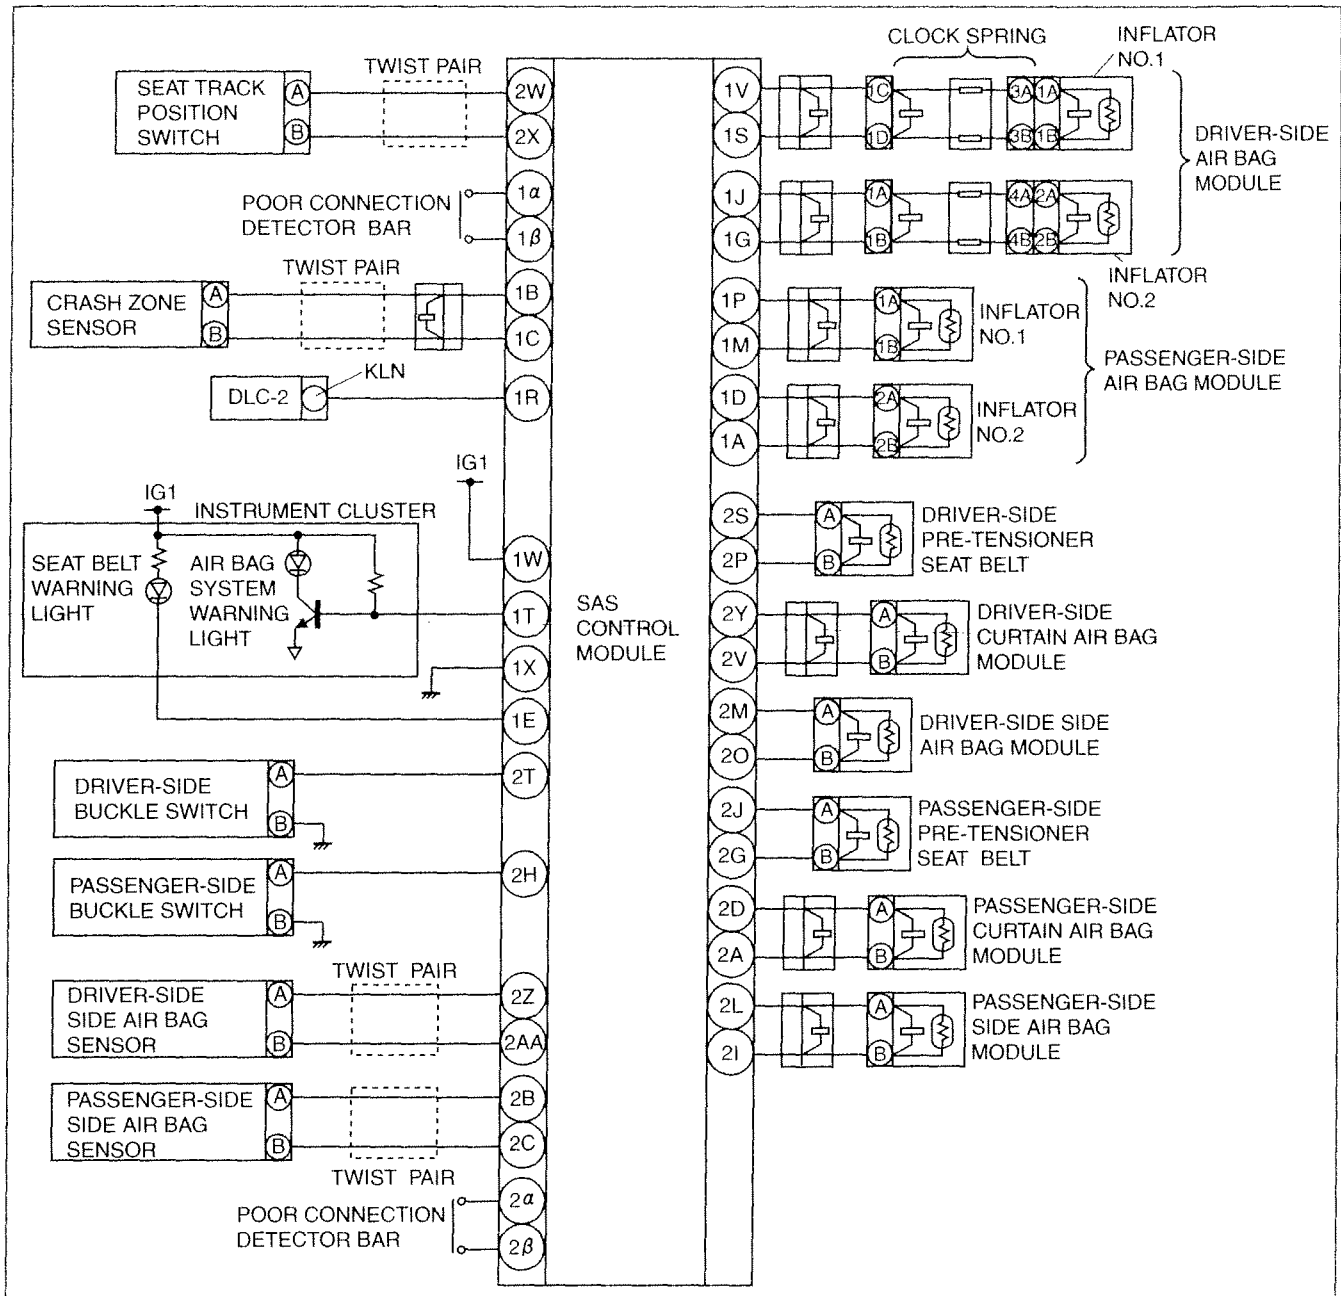 TWIST PAIR
SEAT TRACK
POSITION
SWITCH
A
B
2W
2X
POOR CONNECTION
DETECTOR BAR
1α
1β
TWIST PAIR
CRASH ZONE
SENSOR
A
B
1B
1C
KLN
DLC-2
1R
IG1
IG1
INSTRUMENT CLUSTER
SEAT BELT
WARNING
LIGHT
AIR BAG
SYSTEM
WARNING
LIGHT
1W
1T
1X
1E
DRIVER-SIDE
BUCKLE SWITCH
A
B
2T
PASSENGER-SIDE
BUCKLE SWITCH
A
B
2H
TWIST PAIR
DRIVER-SIDE
SIDE AIR BAG
SENSOR
A
B
2Z
2AA
PASSENGER-SIDE
SIDE AIR BAG
SENSOR
A
B
2B
2C
TWIST PAIR
POOR CONNECTION
DETECTOR BAR
2α
2β
SAS
CONTROL
MODULE
CLOCK SPRING
INFLATOR
NO.1
1V
1S
1C
1D
3A
1A
3B
1B
DRIVER-SIDE
AIR BAG
MODULE
1J
1G
1A
1B
4A
2A
4B
2B
INFLATOR
NO.2
1P
1M
1A
1B
INFLATOR
NO.1
PASSENGER-SIDE
AIR BAG MODULE
1D
1A
2A
2B
INFLATOR
NO.2
2S
2P
A
B
DRIVER-SIDE
PRE-TENSIONER
SEAT BELT
2Y
2V
A
B
DRIVER-SIDE
CURTAIN AIR BAG
MODULE
2M
2O
A
B
DRIVER-SIDE SIDE
AIR BAG MODULE
2J
2G
A
B
PASSENGER-SIDE
PRE-TENSIONER
SEAT BELT
2D
2A
A
B
PASSENGER-SIDE
CURTAIN AIR BAG
MODULE
2L
2I
A
B
PASSENGER-SIDE
SIDE AIR BAG
MODULE